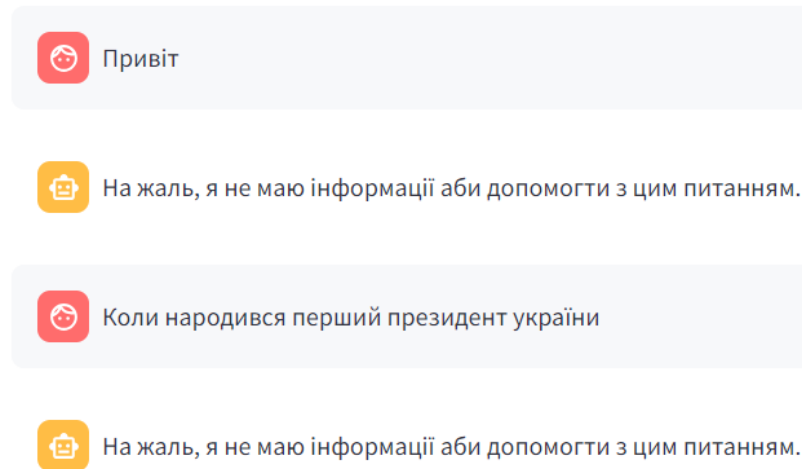 Привіт
На жаль, я не маю інформації аби допомогти з цим питанням.
Коли народився перший президент україни
На жаль, я не маю інформації аби допомогти з цим питанням.